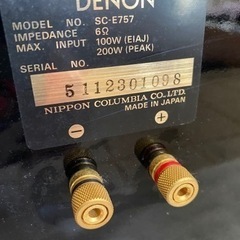 DENON
MODEL NO. SC-E757
IMPEDANCE 6Ω
MAX. INPUT 100W (EIAJ)
200W (PEAK)
SERIAL NO.
5112301098
NIPPON COLUMBIA CO., LTD.
MADE IN JAPAN
− +